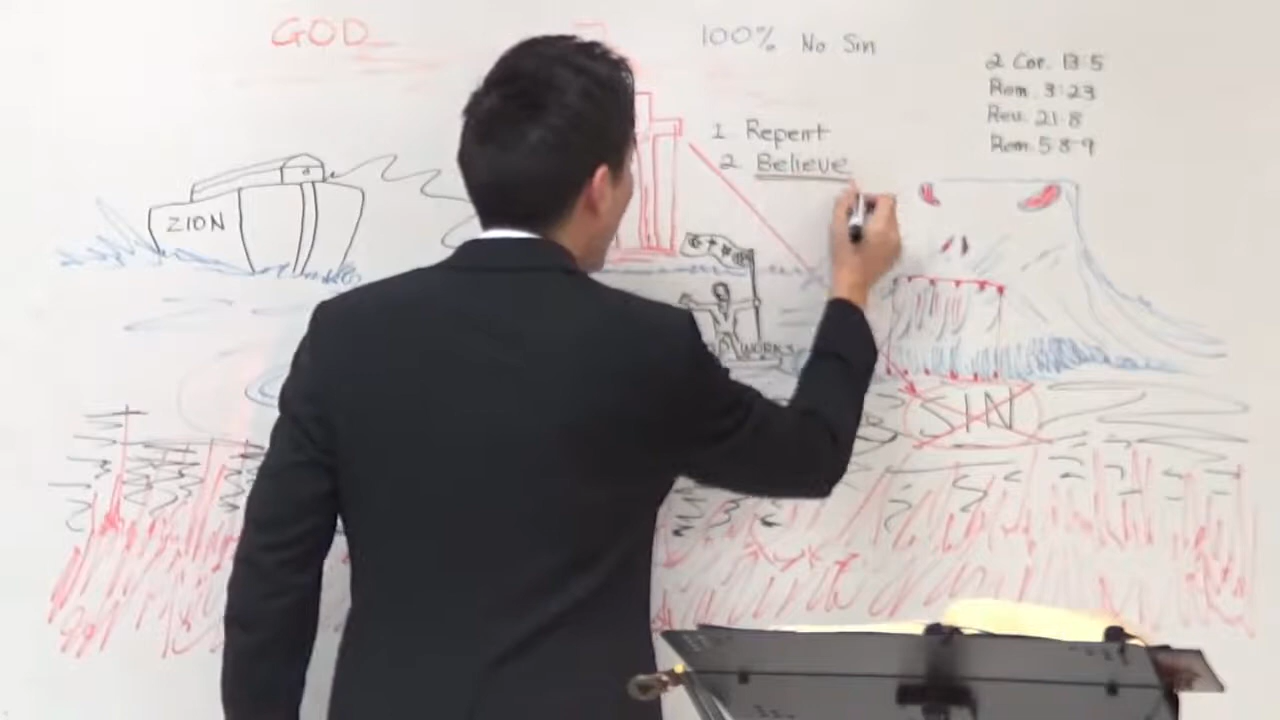 GOD
100% No Sin
2 Cor. 13:5
Rom. 3:23
Rev. 21:8
Rom. 5:8-9
1 Repent
2 Believe
ZION
WORKS
SIN